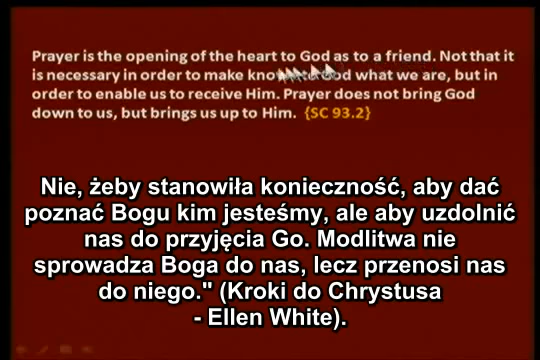 Prayer is the opening of the heart to God as to a friend. Not that it
is necessary in order to make known to God what we are, but in
order to enable us to receive Him. Prayer does not bring God
down to us, but brings us up to Him. {SC 93.2}
Nie, żeby stanowiła konieczność, aby dać
poznać Bogu kim jesteśmy, ale aby uzdolnić
nas do przyjęcia Go. Modlitwa nie
sprowadza Boga do nas, lecz przenosi nas
do niego." (Kroki do Chrystusa
- Ellen White).